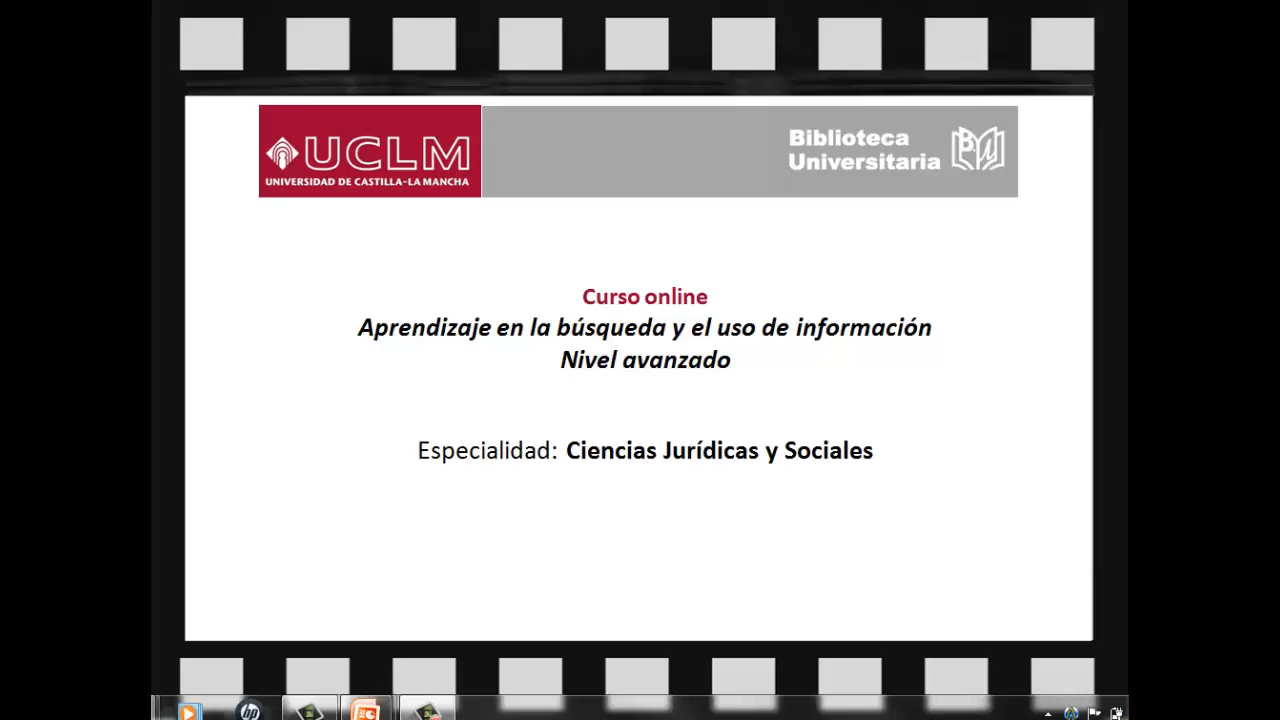 UCLM
UNIVERSIDAD DE CASTILLA-LA MANCHA
Biblioteca
Universitaria
Curso online
Aprendizaje en la búsqueda y el uso de información
Nivel avanzado
Especialidad: Ciencias Jurídicas y Sociales
hp